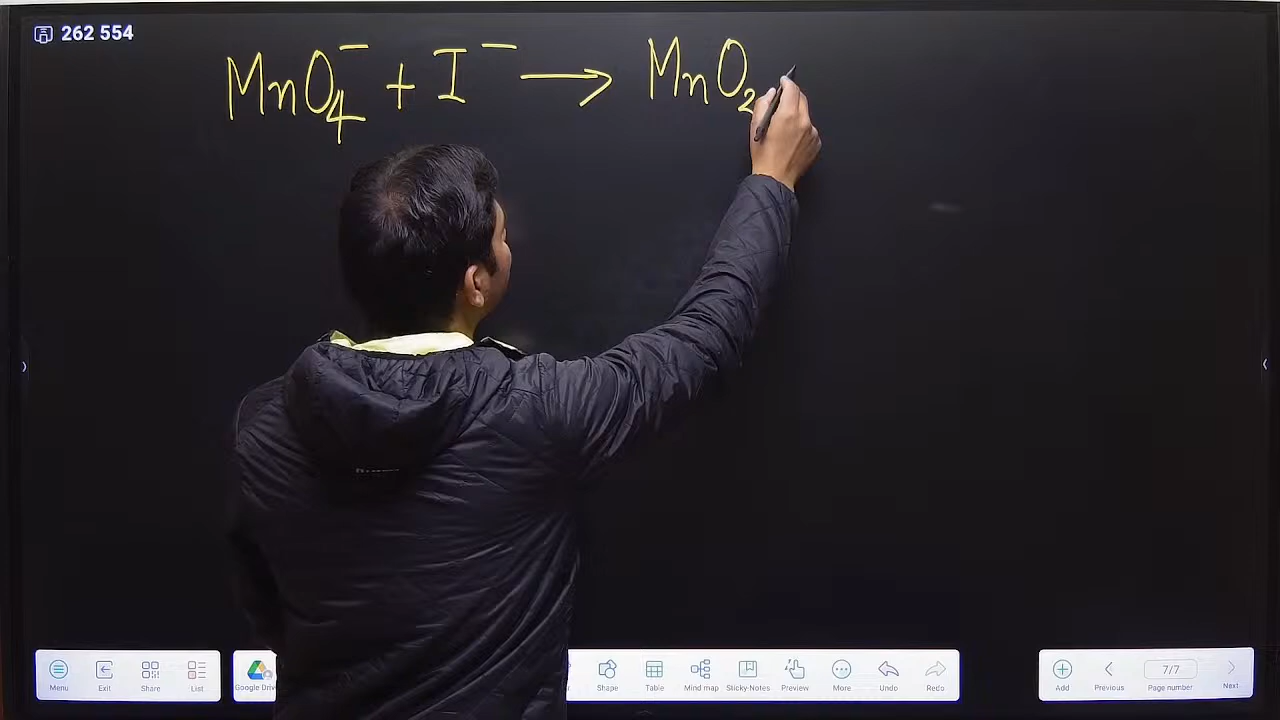 262 554
MnO₄⁻ + I⁻ ⟶ MnO₂
Menu Exit Share List Google Driv Shape Table Mind map Sticky-Notes Preview More Undo Redo Add Previous 7/7 Page number Next